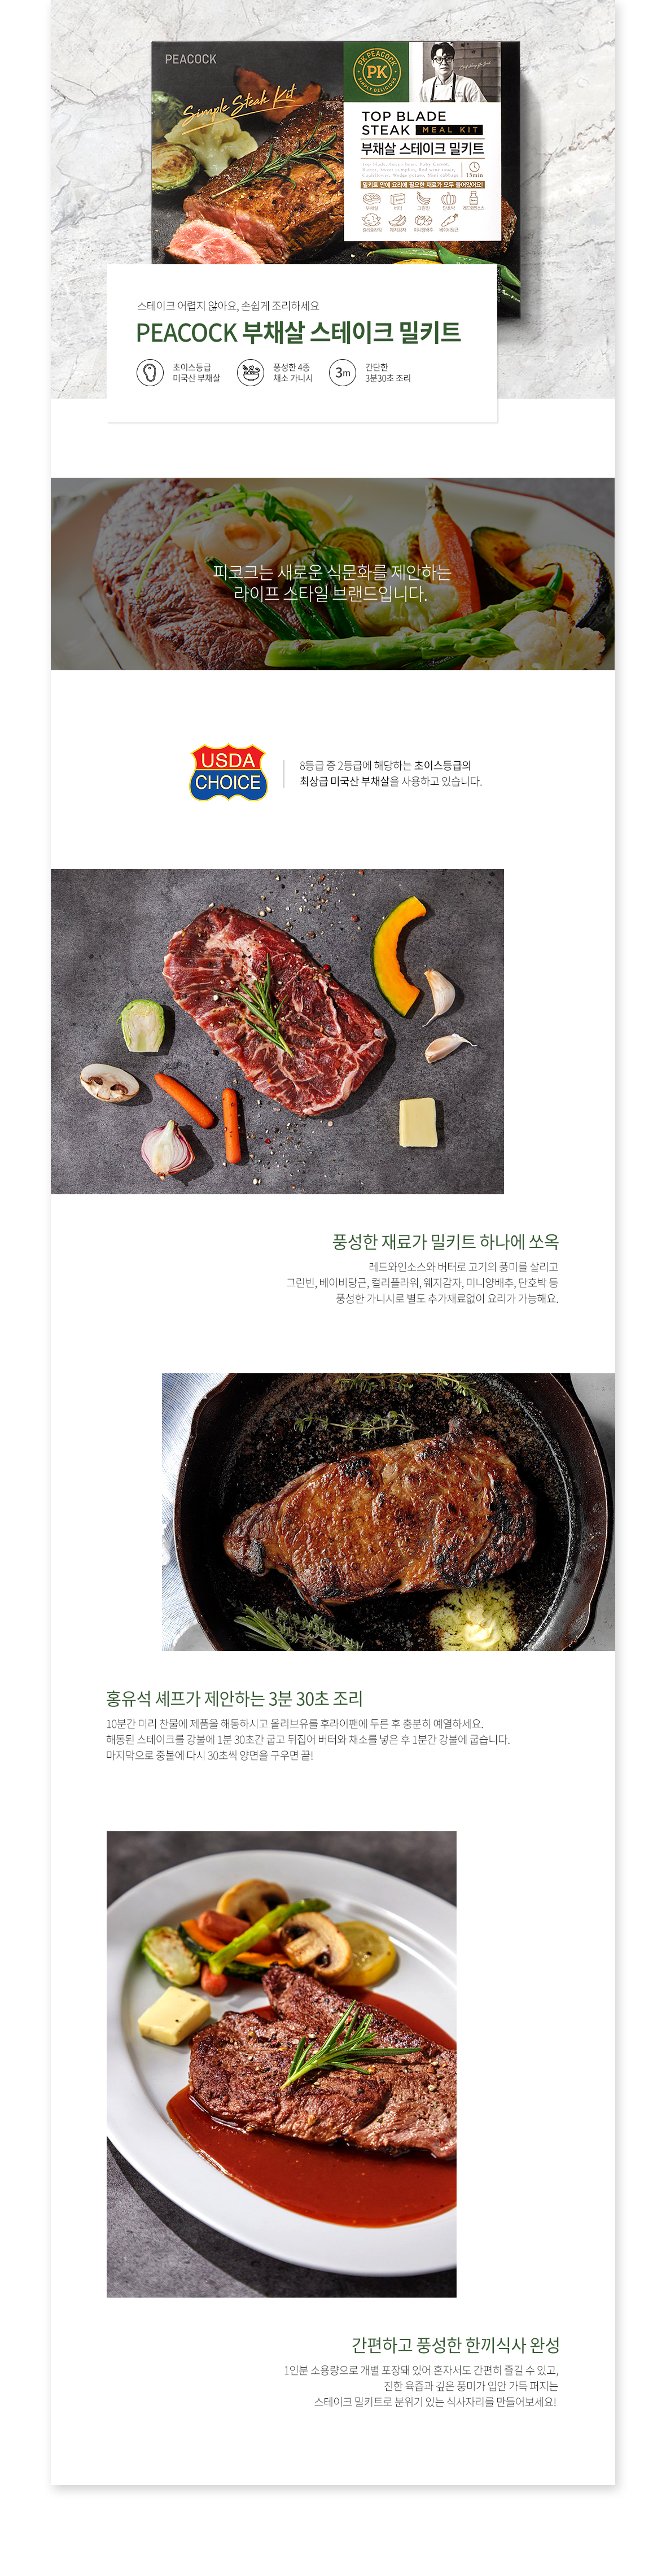 PEACOCK
Simple Steak Kit
PK PEACOCK
SIMPLY DELICIOUS
PK
TOP BLADE
STEAK MEAL KIT
부채살 스테이크 밀키트
15min
밀키트 안에 요리에 필요한 재료가 모두 들어있어요!
스테이크 어렵지 않아요, 손쉽게 조리하세요
PEACOCK 부채살 스테이크 밀키트
초이스등급
미국산 부채살
풍성한 4종
채소 가니시
3m
간단한
3분30초 조리
피코크는 새로운 식문화를 제안하는
라이프 스타일 브랜드입니다.
USDA
CHOICE
8등급 중 2등급에 해당하는 초이스등급의
최상급 미국산 부채살을 사용하고 있습니다.
풍성한 재료가 밀키트 하나에 쏘옥
레드와인소스와 버터로 고기의 풍미를 살리고
그린빈, 베이비당근, 컬리플라워, 웨지감자, 미니양배추, 단호박 등
풍성한 가니시로 별도 추가재료없이 요리가 가능해요.
홍유석 셰프가 제안하는 3분 30초 조리
10분간 미리 찬물에 제품을 해동하시고 올리브유를 후라이팬에 두른 후 충분히 예열하세요.
해동된 스테이크를 강불에 1분 30초간 굽고 뒤집어 버터와 채소를 넣은 후 1분간 강불에 굽습니다.
마지막으로 중불에 다시 30초씩 양면을 구우면 끝!
간편하고 풍성한 한끼식사 완성
1인분 소용량으로 개별 포장돼 있어 혼자서도 간편히 즐길 수 있고,
진한 육즙과 깊은 풍미가 입안 가득 퍼지는
스테이크 밀키트로 분위기 있는 식사자리를 만들어보세요!